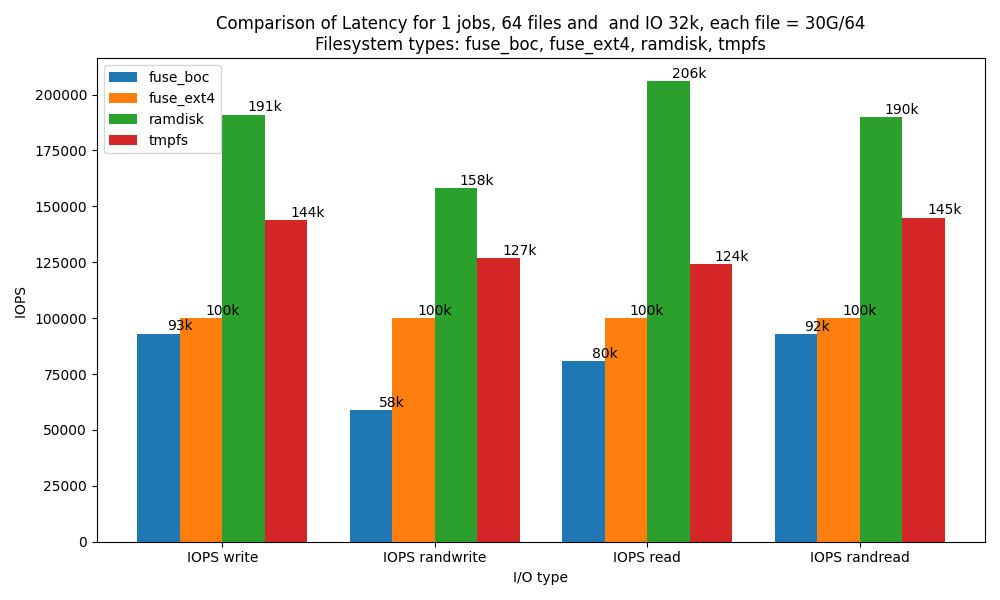 Comparison of Latency for 1 jobs, 64 files and  and IO 32k, each file = 30G/64
Filesystem types: fuse_boc, fuse_ext4, ramdisk, tmpfs
fuse_boc
fuse_ext4
ramdisk
tmpfs
IOPS
200000
175000
150000
125000
100000
75000
50000
25000
0
93k
100k
191k
144k
58k
100k
158k
127k
80k
100k
206k
124k
92k
100k
190k
145k
IOPS write
IOPS randwrite
IOPS read
IOPS randread
I/O type